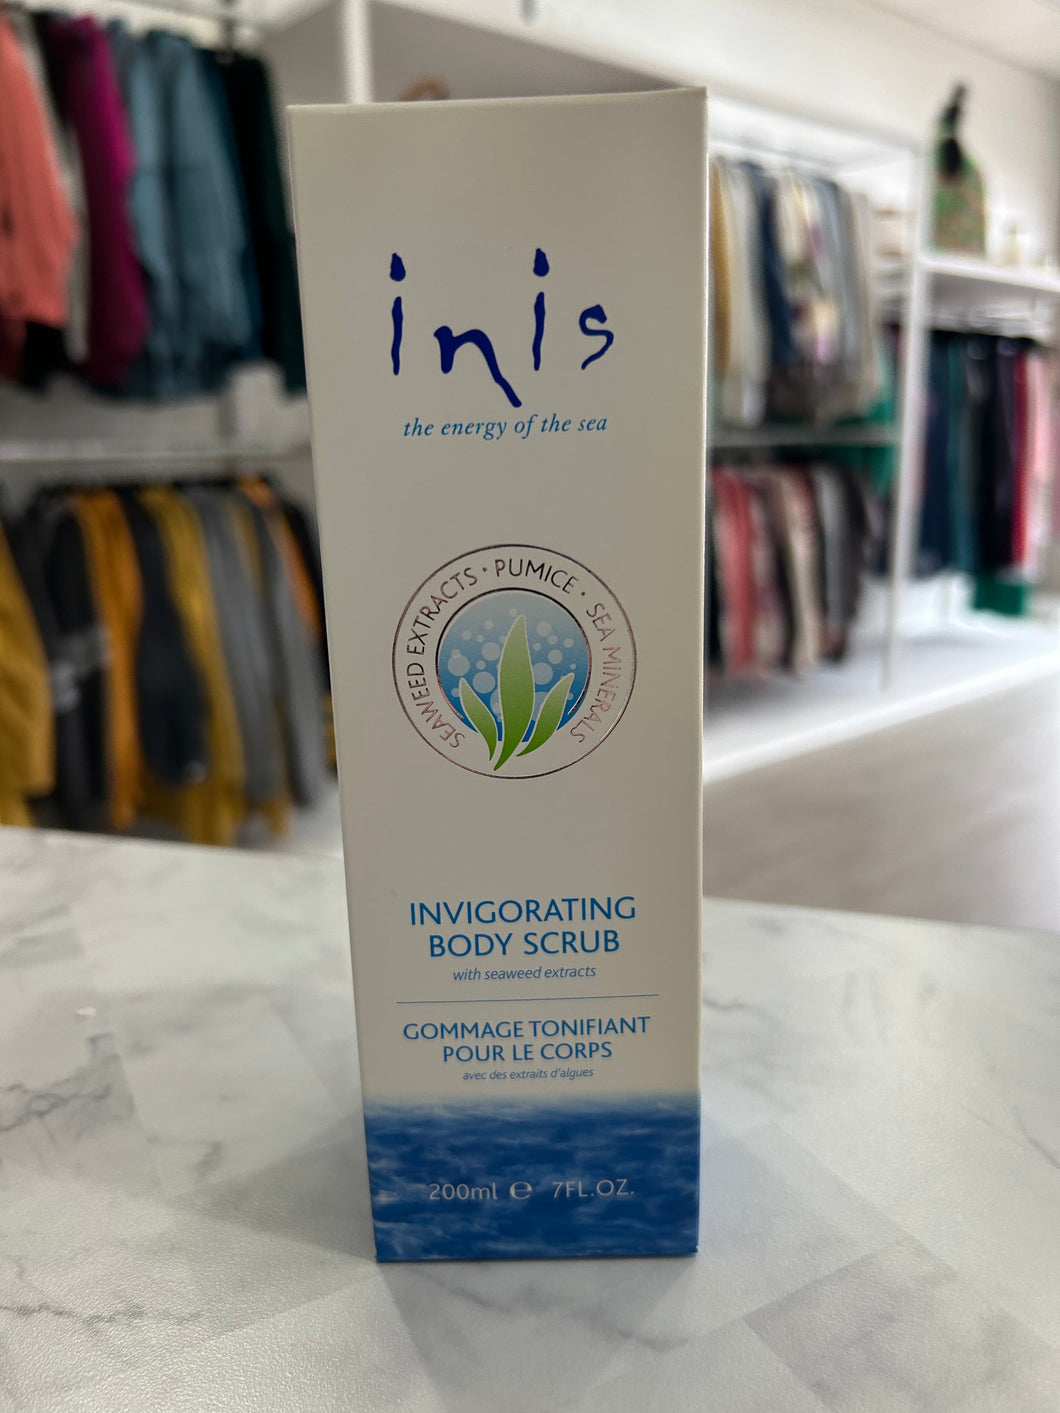 inis
the energy of the sea
SEAWEED EXTRACTS · PUMICE · SEA MINERALS
INVIGORATING
BODY SCRUB
with seaweed extracts
GOMMAGE TONIFIANT
POUR LE CORPS
avec des extraits d'algues
200ml ℮ 7FL.OZ.